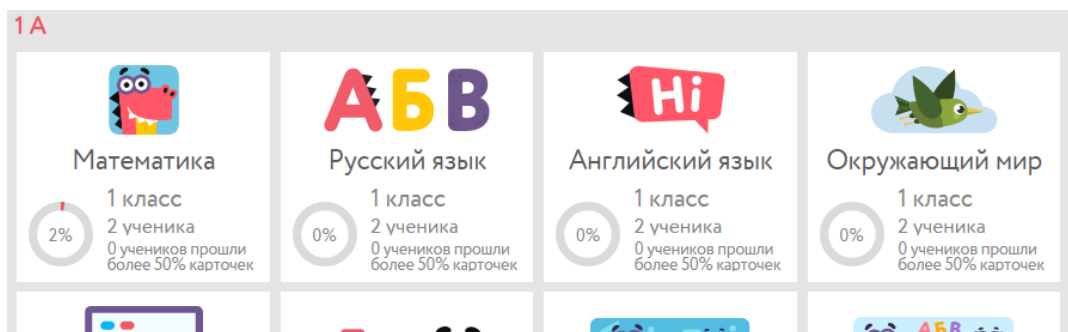 1 А
АБВ
Hi
Математика
Русский язык
Английский язык
Окружающий мир
1 класс
2 ученика
2%
0 учеников прошли
более 50% карточек
1 класс
2 ученика
0%
0 учеников прошли
более 50% карточек
1 класс
2 ученика
0%
0 учеников прошли
более 50% карточек
1 класс
2 ученика
0%
0 учеников прошли
более 50% карточек
АБВ